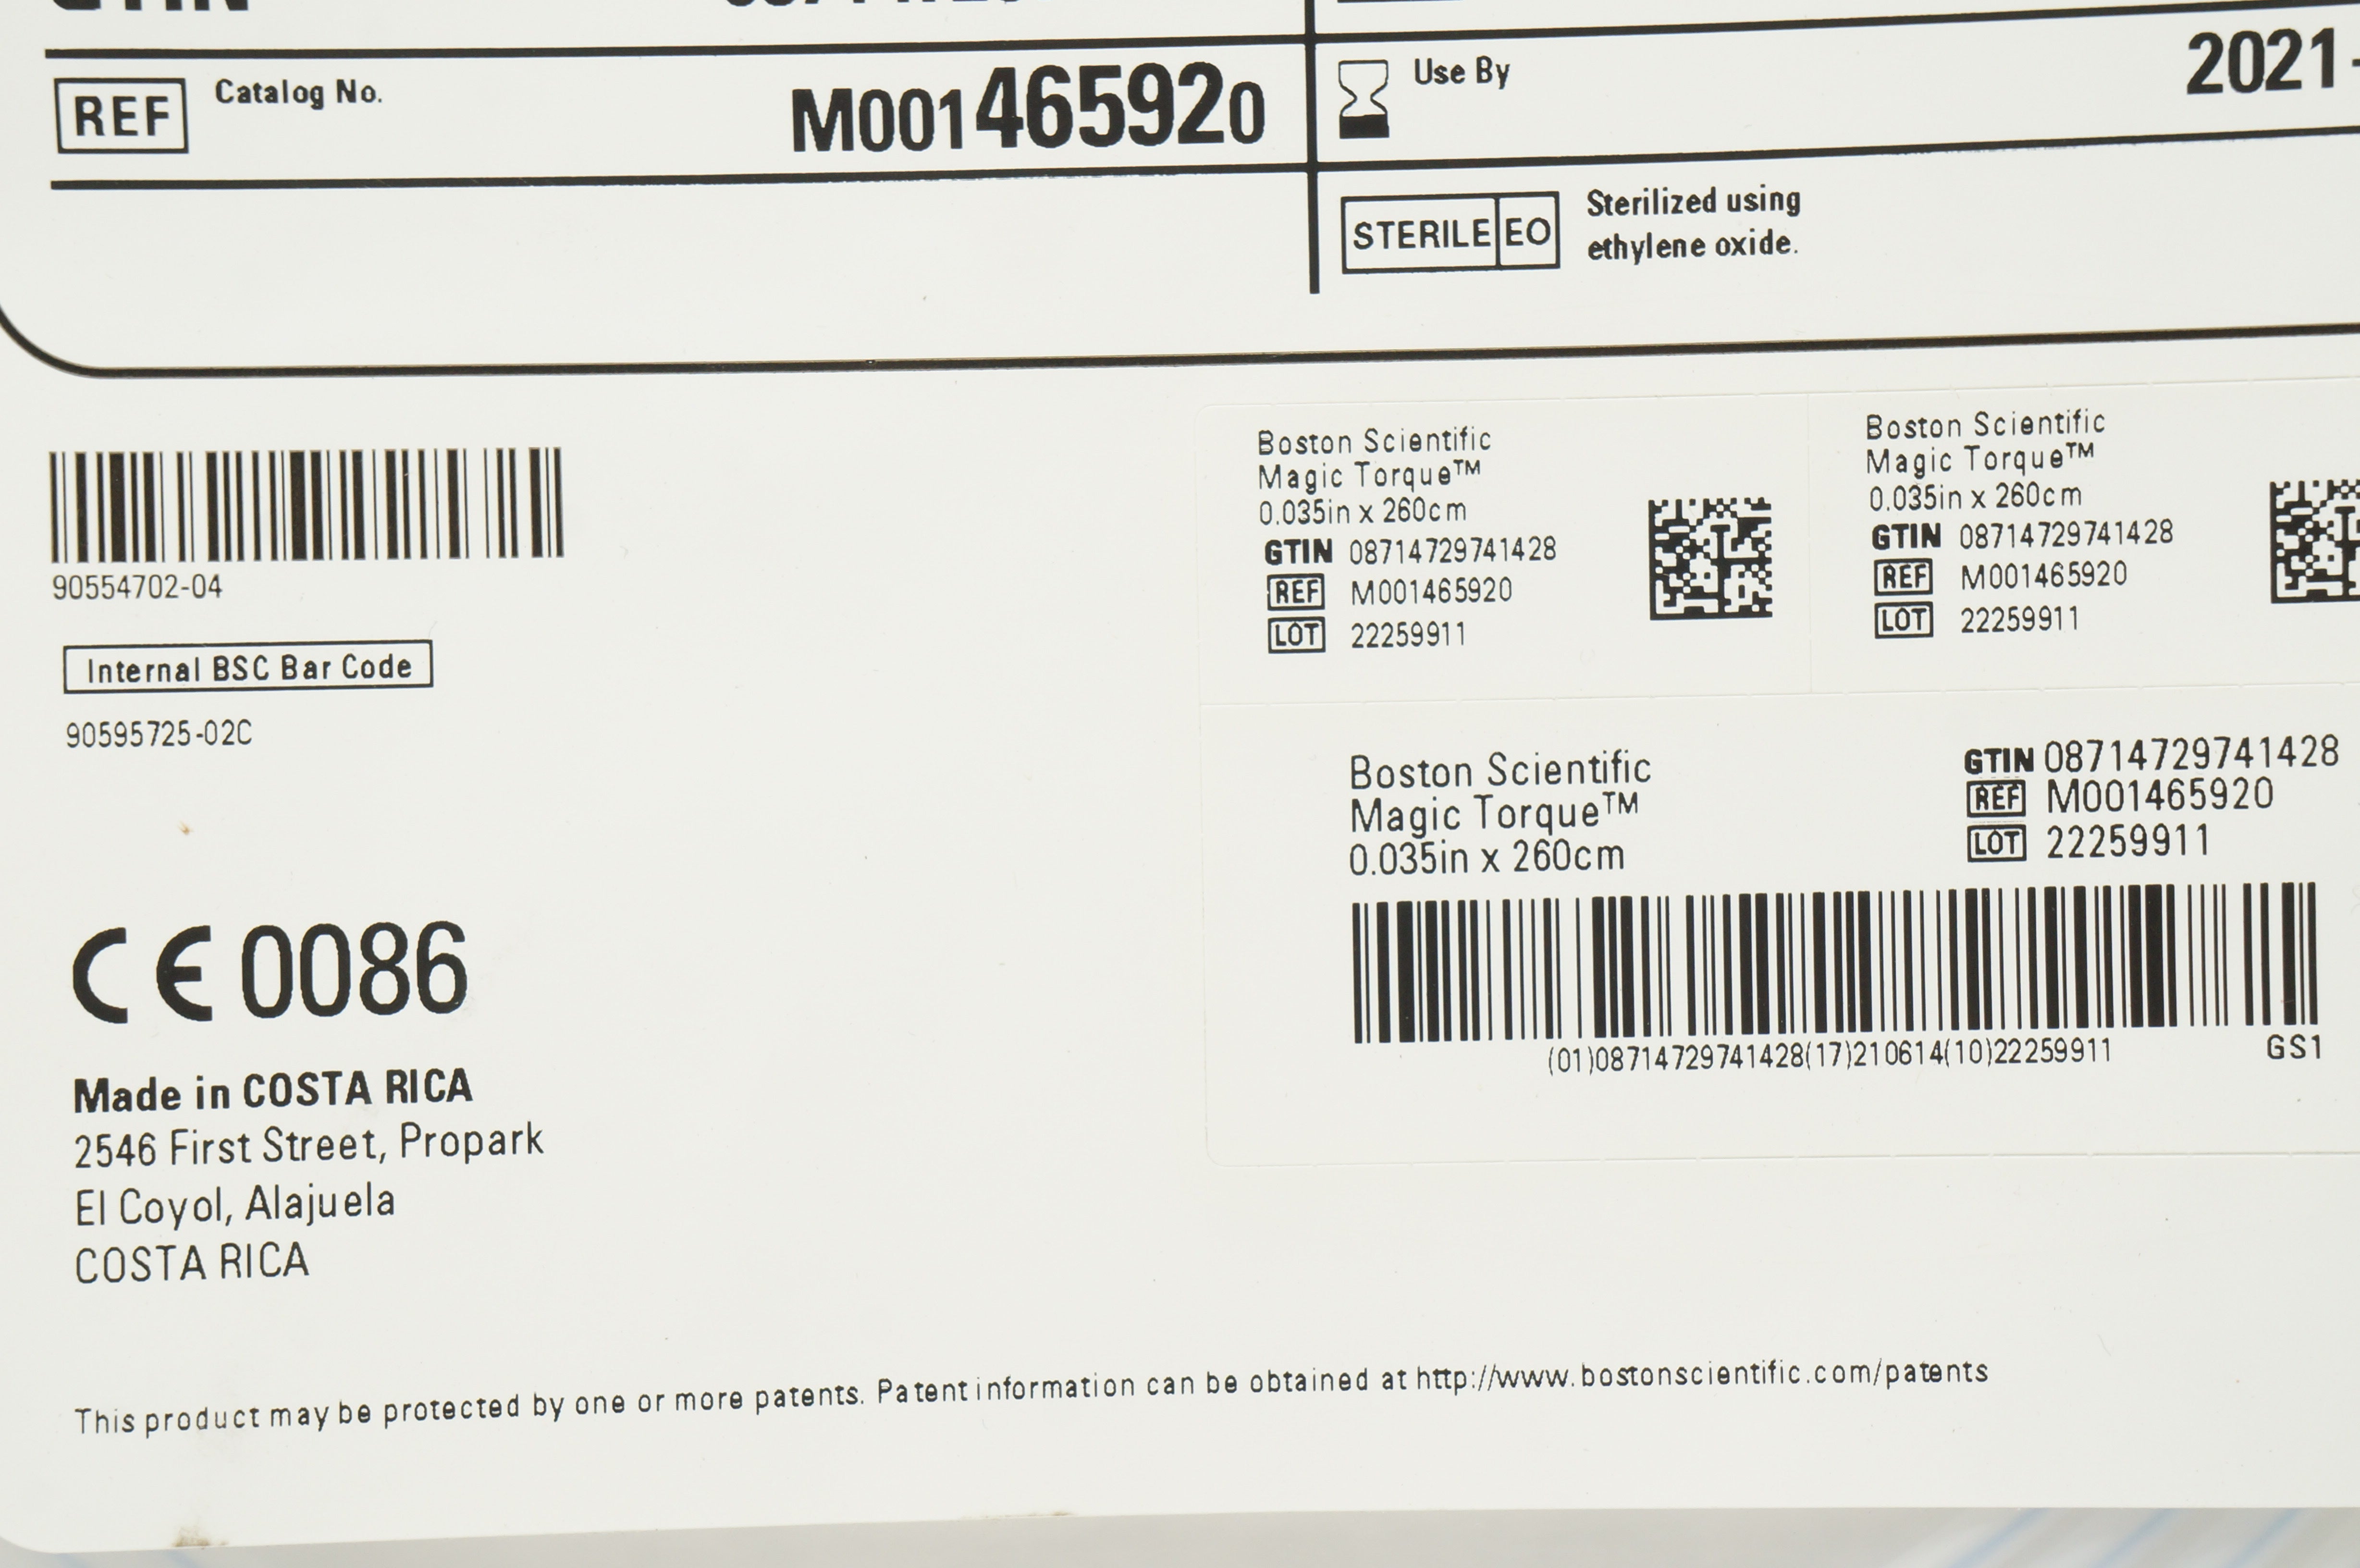 GTIN
REF Catalog No. M001465920
Use By 2021-
STERILE EO Sterilized using
ethylene oxide.
90554702-04
Internal BSC Bar Code
90595725-02C
CE 0086
Made in COSTA RICA
2546 First Street, Propark
El Coyol, Alajuela
COSTA RICA
Boston Scientific
Magic Torque™
0.035in x 260cm
GTIN 08714729741428
REF M001465920
LOT 22259911
Boston Scientific
Magic Torque™
0.035in x 260cm
GTIN 08714729741428
REF M001465920
LOT 22259911
Boston Scientific
Magic Torque™
0.035in x 260cm
GTIN 08714729741428
REF M001465920
LOT 22259911
(01)08714729741428(17)210614(10)22259911
GS1
This product may be protected by one or more patents. Patent information can be obtained at http://www.bostonscientific.com/patents